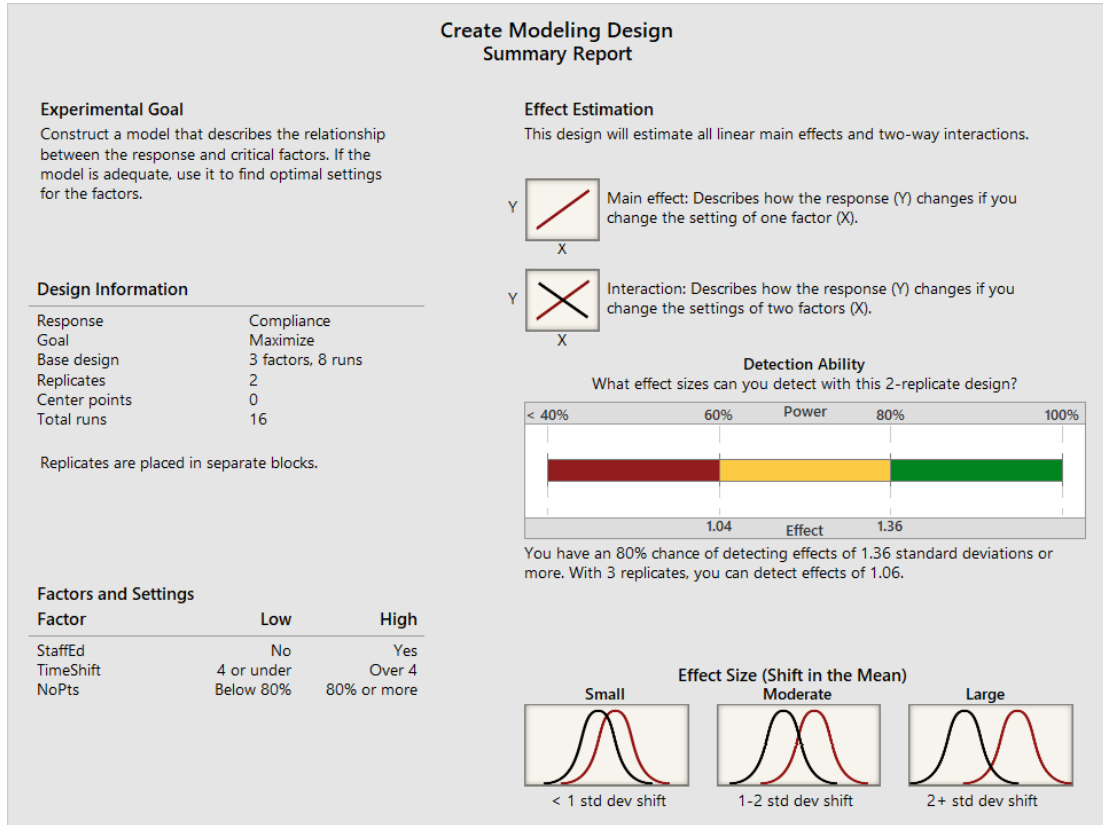 Create Modeling Design
Summary Report
Experimental Goal
Construct a model that describes the relationship
between the response and critical factors. If the
model is adequate, use it to find optimal settings
for the factors.
Design Information
Response Compliance
Goal Maximize
Base design 3 factors, 8 runs
Replicates 2
Center points 0
Total runs 16
Replicates are placed in separate blocks.
Factors and Settings
Factor Low High
StaffEd No Yes
TimeShift 4 or under Over 4
NoPts Below 80% 80% or more
Effect Estimation
This design will estimate all linear main effects and two-way interactions.
Y
X
Main effect: Describes how the response (Y) changes if you
change the setting of one factor (X).
Y
X
Interaction: Describes how the response (Y) changes if you
change the settings of two factors (X).
Detection Ability
What effect sizes can you detect with this 2-replicate design?
< 40% 60% Power 80% 100%
1.04 Effect 1.36
You have an 80% chance of detecting effects of 1.36 standard deviations or
more. With 3 replicates, you can detect effects of 1.06.
Effect Size (Shift in the Mean)
Small Moderate Large
< 1 std dev shift 1-2 std dev shift 2+ std dev shift